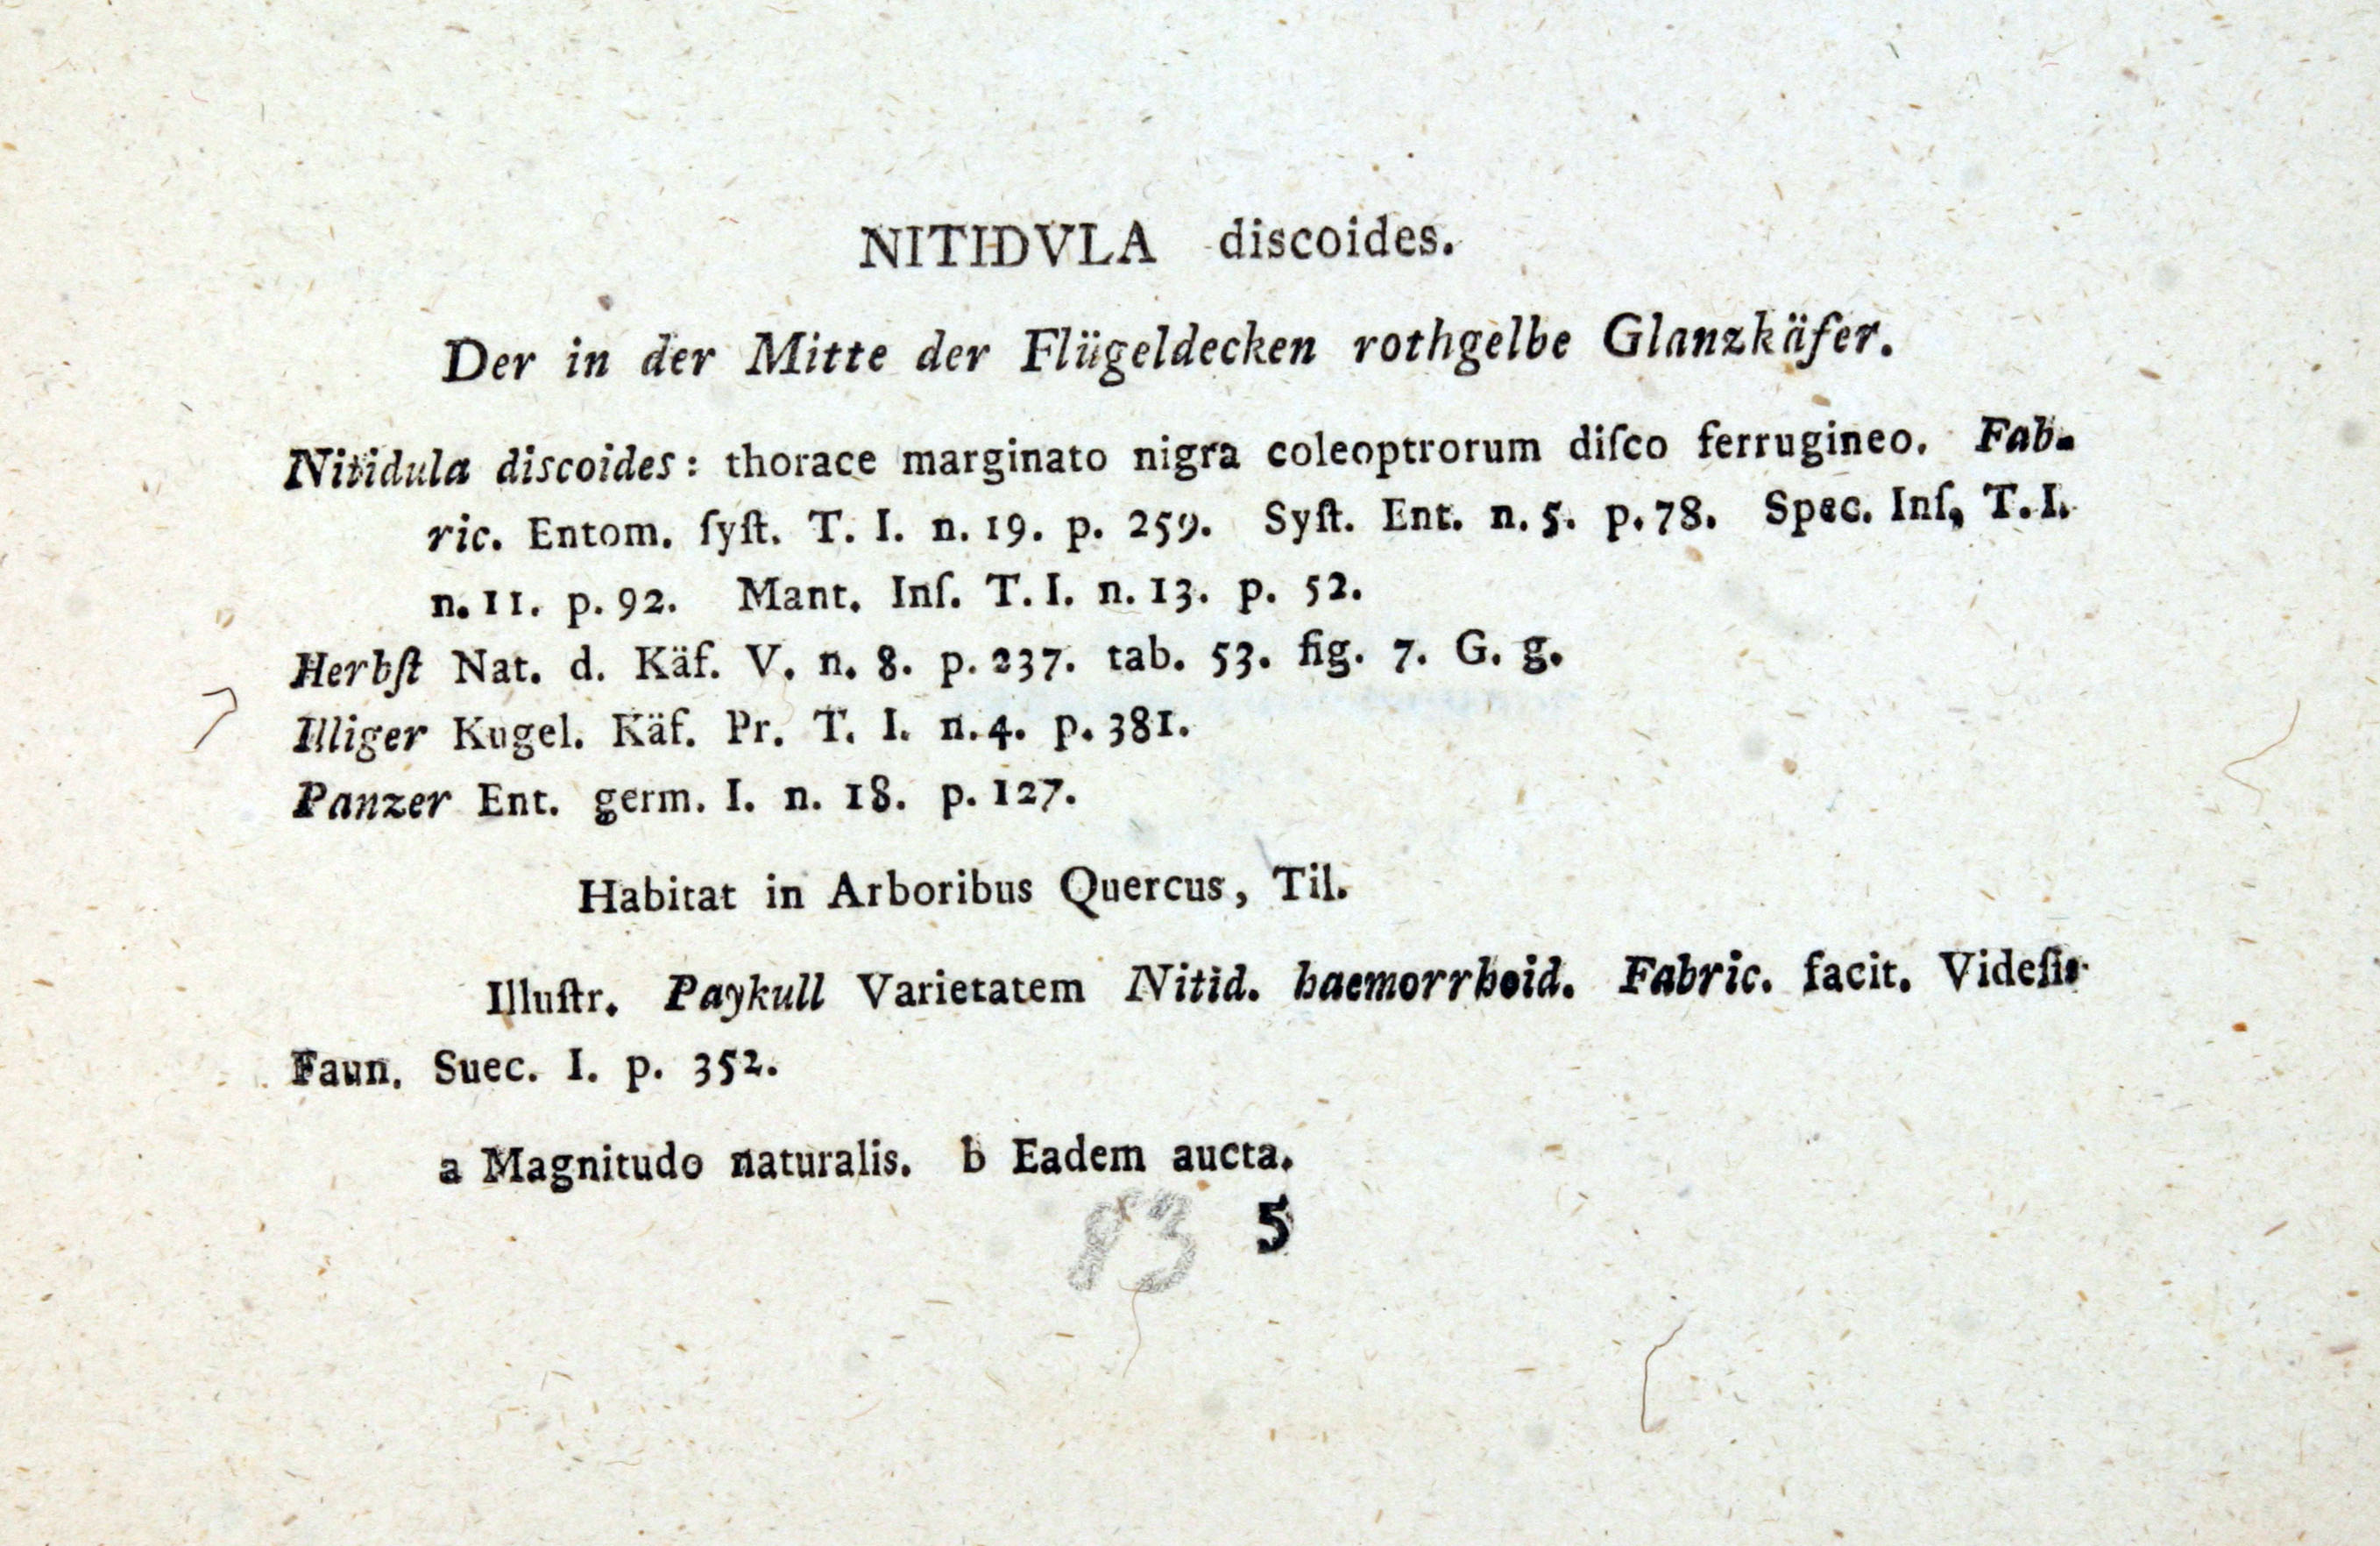 NITIDVLA discoides.
Der in der Mitte der Flügeldecken rothgelbe Glanzkäfer.
Nitidula discoides: thorace marginato nigra coleoptrorum diſco ferrugineo. Fab-
ric. Entom. ſyſt. T. I. n. 19. p. 259. Syſt. Ent. n. 5. p. 78. Spec. Inſ, T. I.
n. 11. p. 92. Mant. Inſ. T. I. n. 13. p. 52.
Herbſt Nat. d. Käf. V. n. 8. p. 237. tab. 53. fig. 7. G. g.
Illiger Kugel. Käf. Pr. T. I. n. 4. p. 381.
Panzer Ent. germ. I. n. 18. p. 127.
Habitat in Arboribus Quercus, Til.
Illuſtr. Paykull Varietatem Nitid. haemorrhoid. Fabric. facit. Videſis
Faun. Suec. I. p. 352.
a Magnitudo naturalis. b Eadem aucta.
83 5